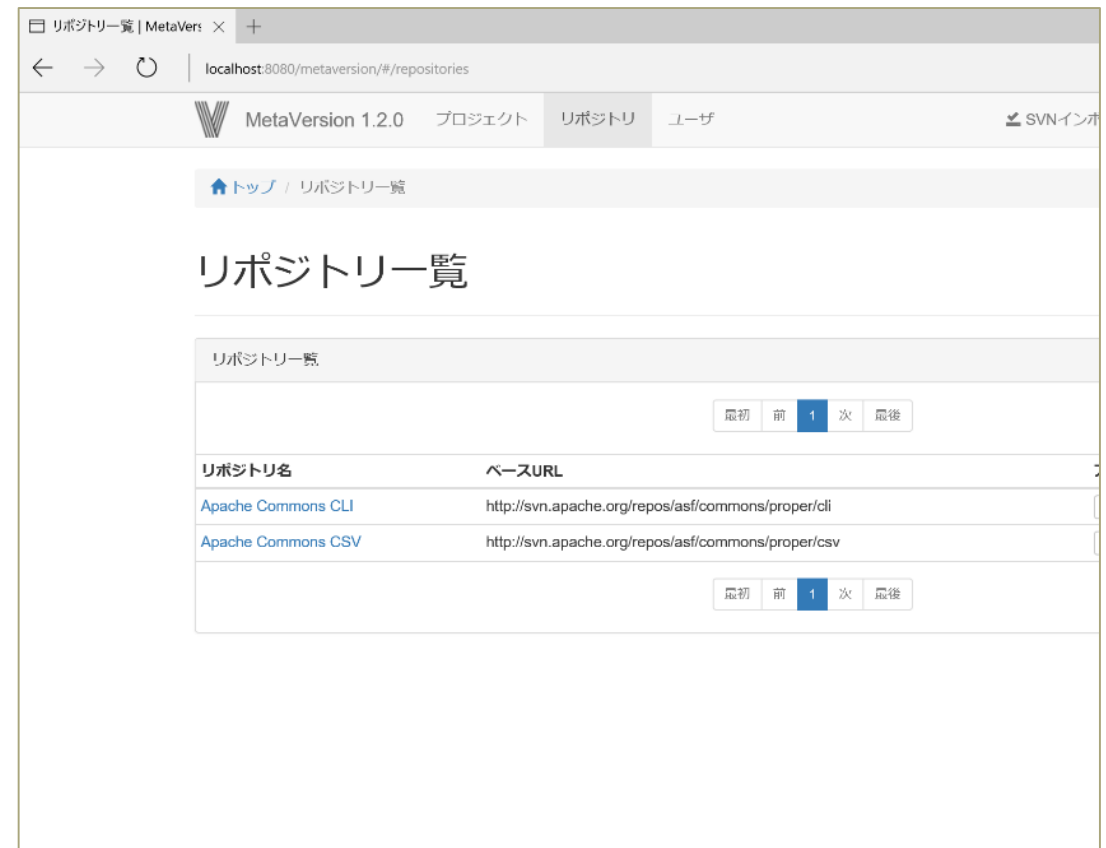 リポジトリ一覧 | MetaVers
localhost:8080/metaversion/#/repositories
MetaVersion 1.2.0 プロジェクト リポジトリ ユーザ SVNインポ
トップ / リポジトリ一覧
リポジトリ一覧
リポジトリ一覧
最初 前 1 次 最後
リポジトリ名 ベースURL
Apache Commons CLI http://svn.apache.org/repos/asf/commons/proper/cli
Apache Commons CSV http://svn.apache.org/repos/asf/commons/proper/csv
最初 前 1 次 最後